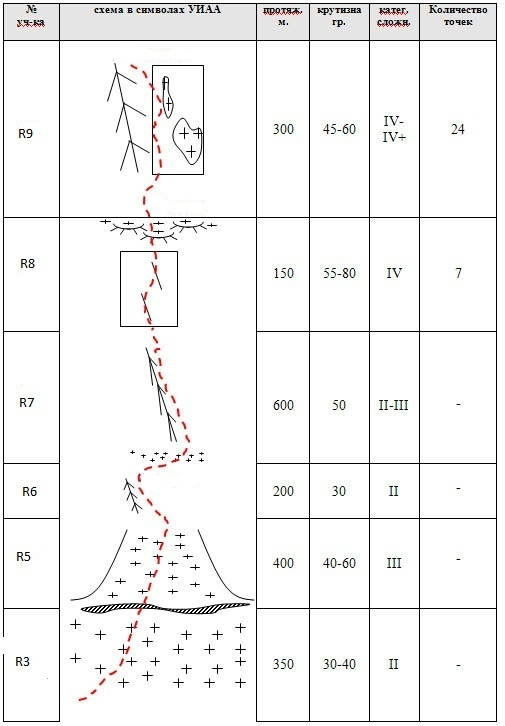 № уч-ка схема в символах УИАА протяж. м. крутизна гр. катег. сложн. Количество точек
R9 300 45-60 IV- IV+ 24
R8 150 55-80 IV 7
R7 600 50 II-III -
R6 200 30 II -
R5 400 40-60 III -
R3 350 30-40 II -